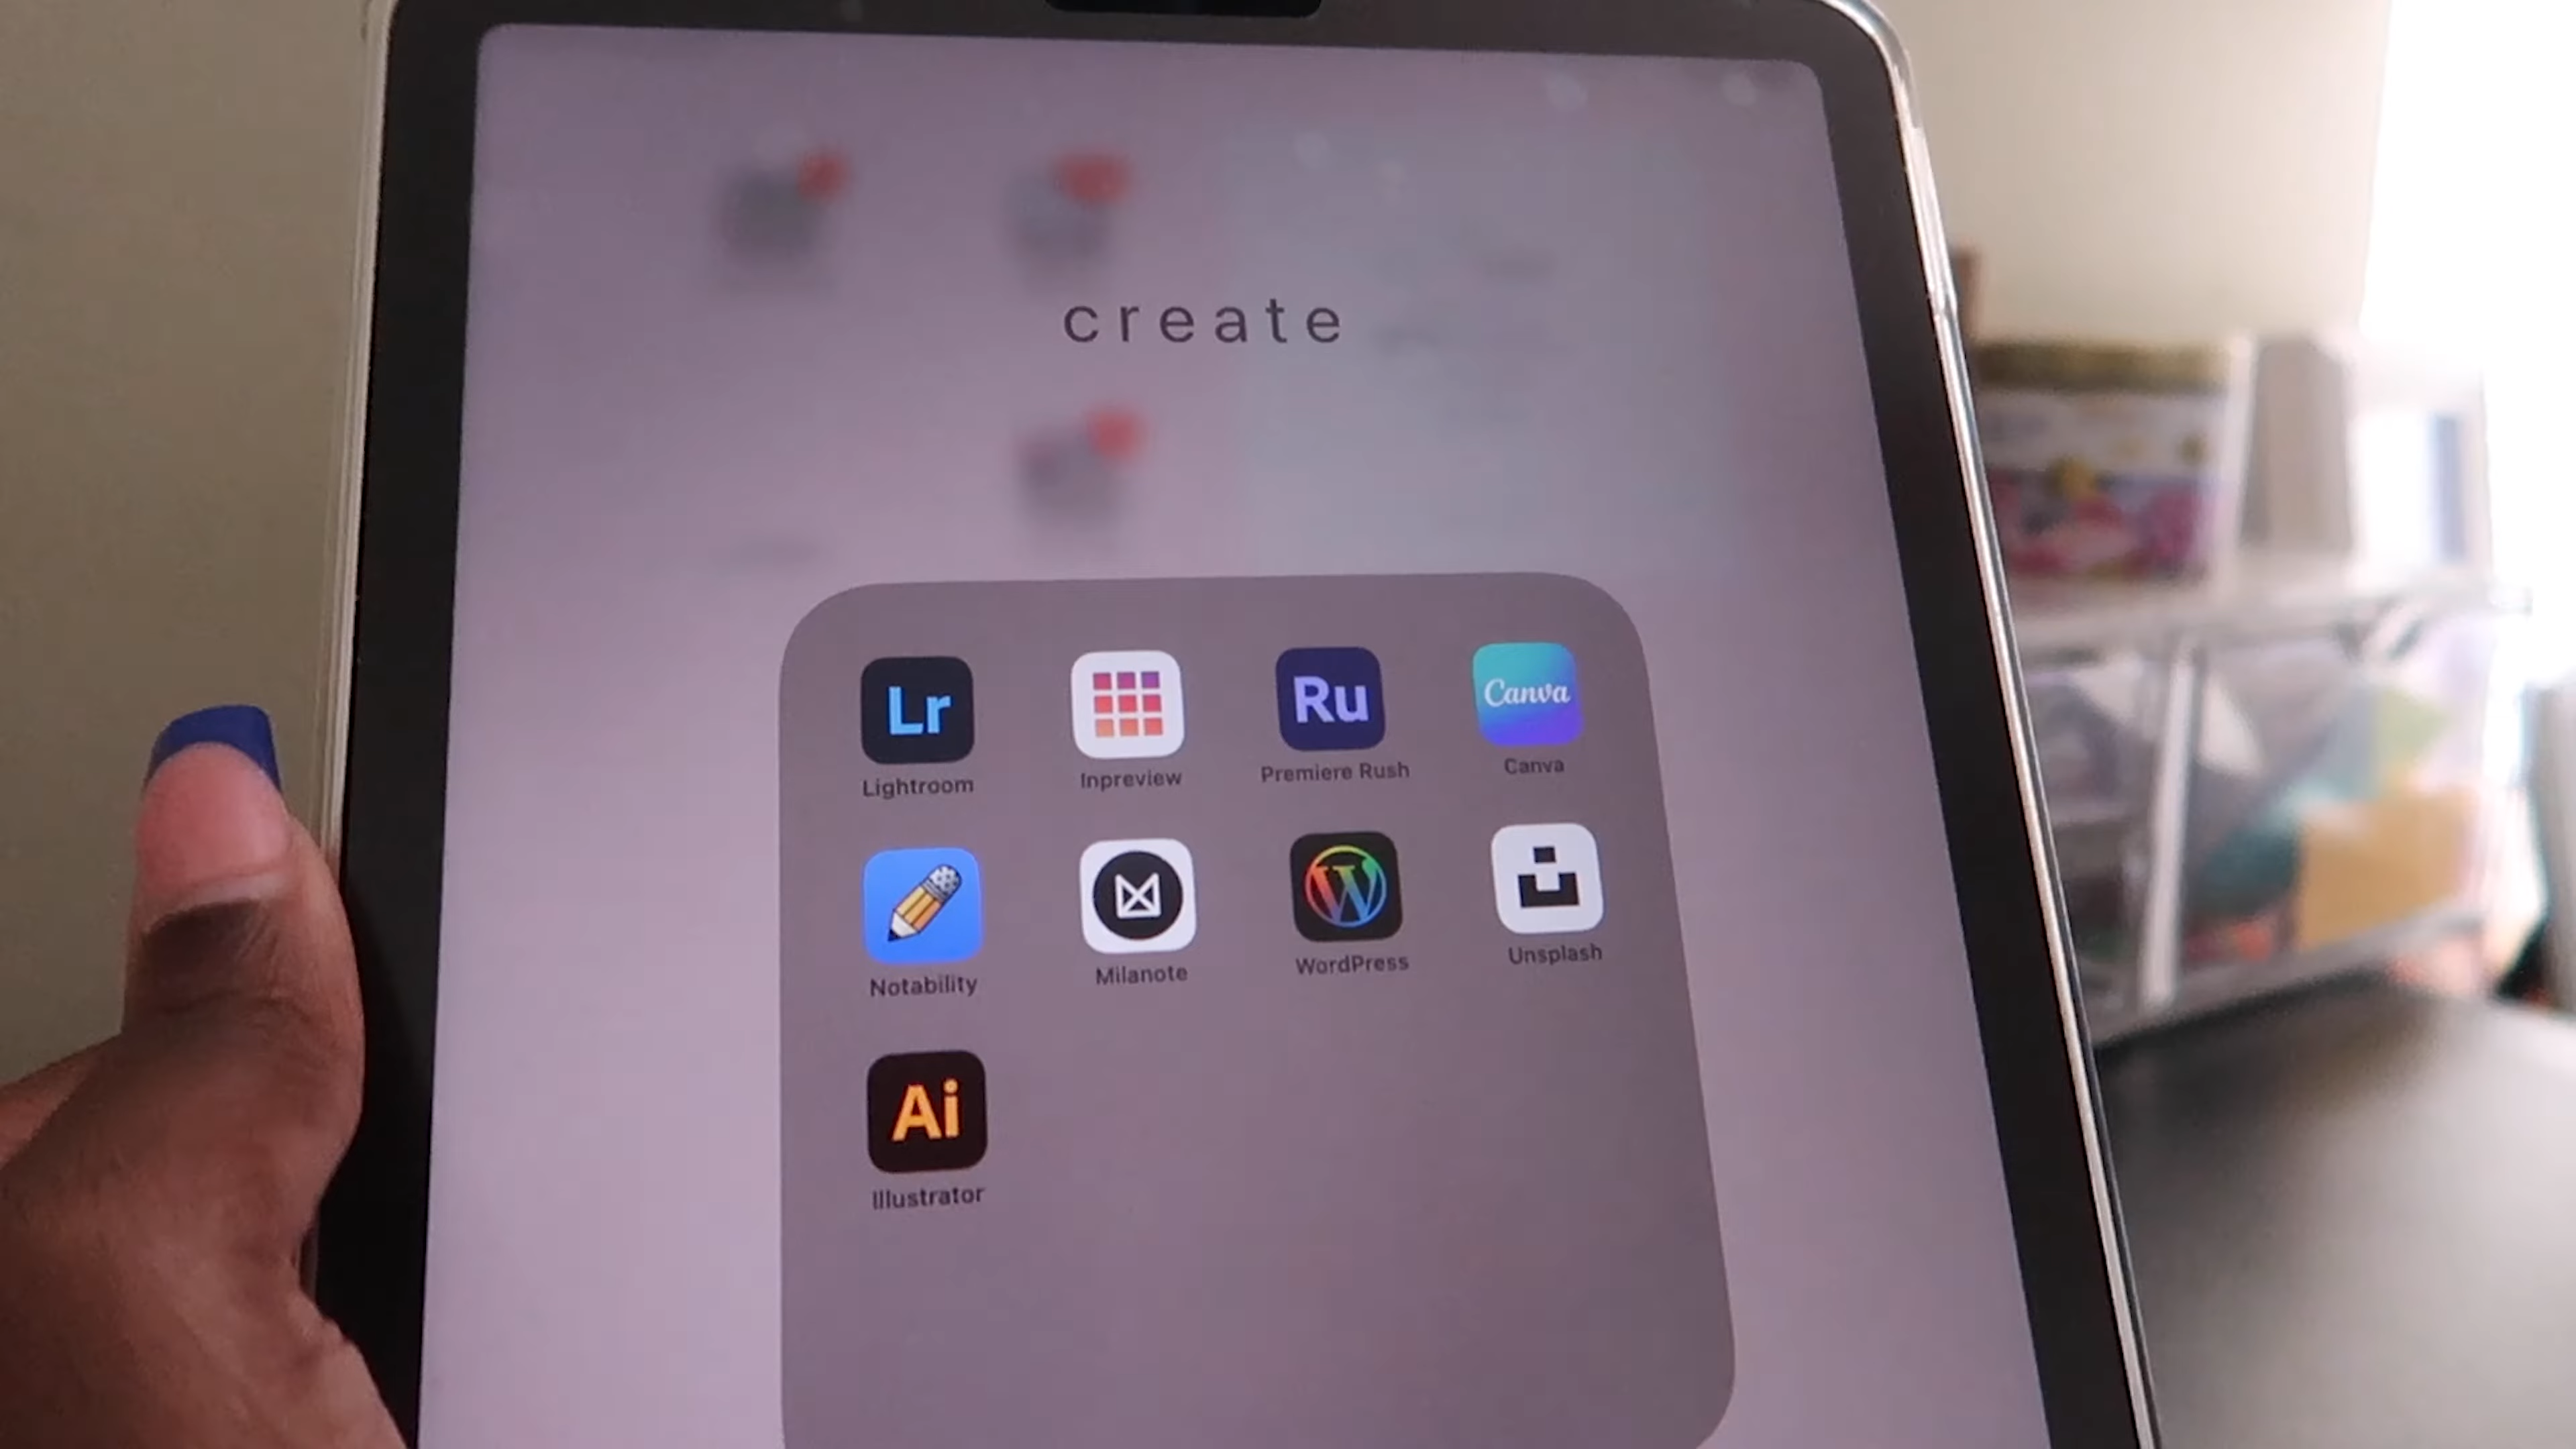 create
Lr
Ru
Canva
Lightroom
Inpreview
Premiere Rush
Canva
Notability
Milanote
WordPress
Unsplash
Ai
Illustrator